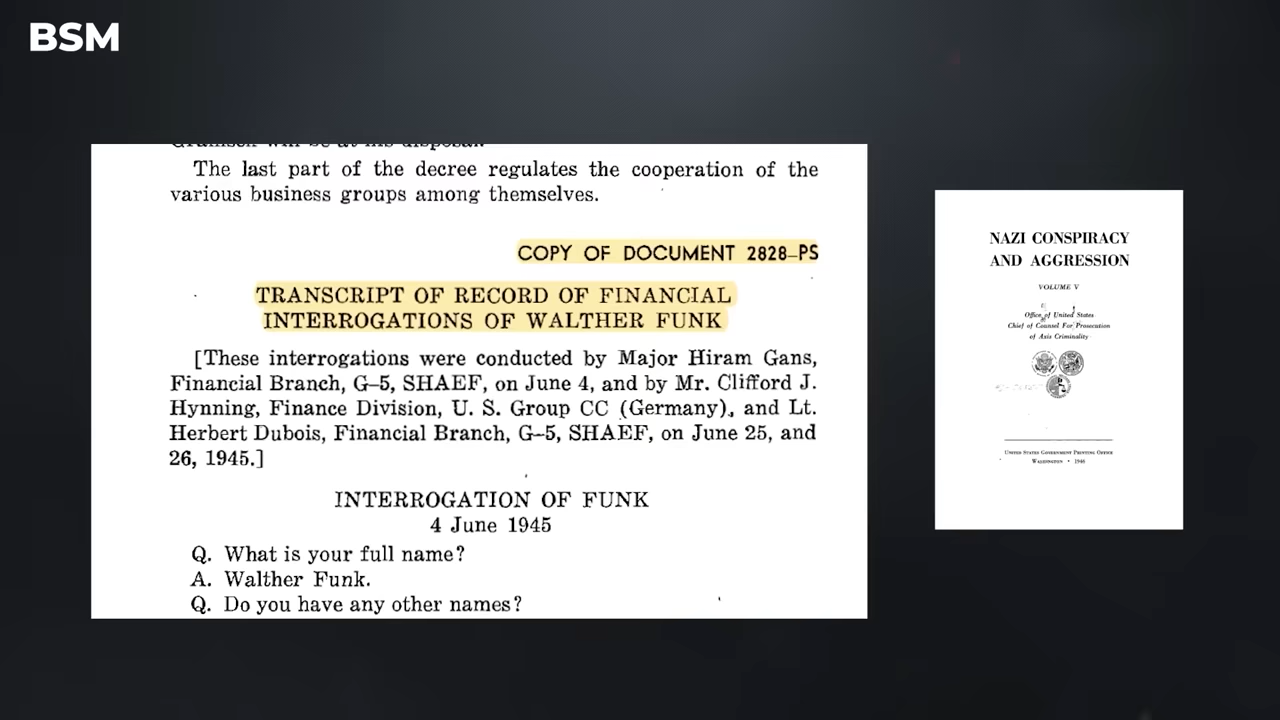 BSM
The last part of the decree regulates the cooperation of the
various business groups among themselves.
COPY OF DOCUMENT 2828–PS
TRANSCRIPT OF RECORD OF FINANCIAL
INTERROGATIONS OF WALTHER FUNK
[These interrogations were conducted by Major Hiram Gans,
Financial Branch, G–5, SHAEF, on June 4, and by Mr. Clifford J.
Hynning, Finance Division, U. S. Group CC (Germany), and Lt.
Herbert Dubois, Financial Branch, G–5, SHAEF, on June 25, and
26, 1945.]
INTERROGATION OF FUNK
4 June 1945
Q. What is your full name?
A. Walther Funk.
Q. Do you have any other names?
NAZI CONSPIRACY
AND AGGRESSION
VOLUME V
Office of United States
Chief of Counsel For Prosecution
of Axis Criminality
UNITED STATES GOVERNMENT PRINTING OFFICE
WASHINGTON • 1946